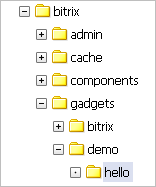 bitrix
admin
cache
components
gadgets
bitrix
demo
hello